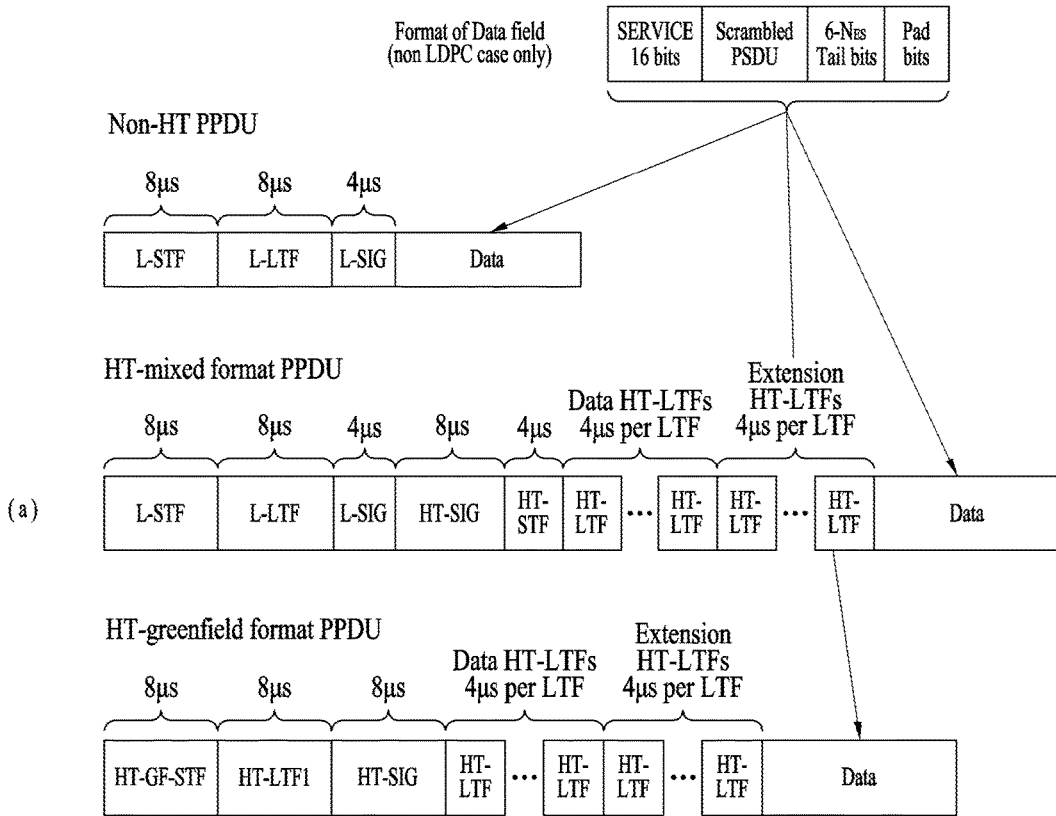 Format of Data field
(non LDPC case only)
SERVICE
16 bits
Scrambled
PSDU
6-NES
Tail bits
Pad
bits
Non-HT PPDU
8μs
8μs
4μs
L-STF
L-LTF
L-SIG
Data
HT-mixed format PPDU
Data HT-LTFs
4μs per LTF
Extension
HT-LTFs
4μs per LTF
8μs
8μs
4μs
8μs
4μs
(a)
L-STF
L-LTF
L-SIG
HT-SIG
HT-
STF
HT-
LTF
...
HT-
LTF
HT-
LTF
...
HT-
LTF
Data
HT-greenfield format PPDU
Data HT-LTFs
4μs per LTF
Extension
HT-LTFs
4μs per LTF
8μs
8μs
8μs
HT-GF-STF
HT-LTF1
HT-SIG
HT-
LTF
...
HT-
LTF
HT-
LTF
...
HT-
LTF
Data